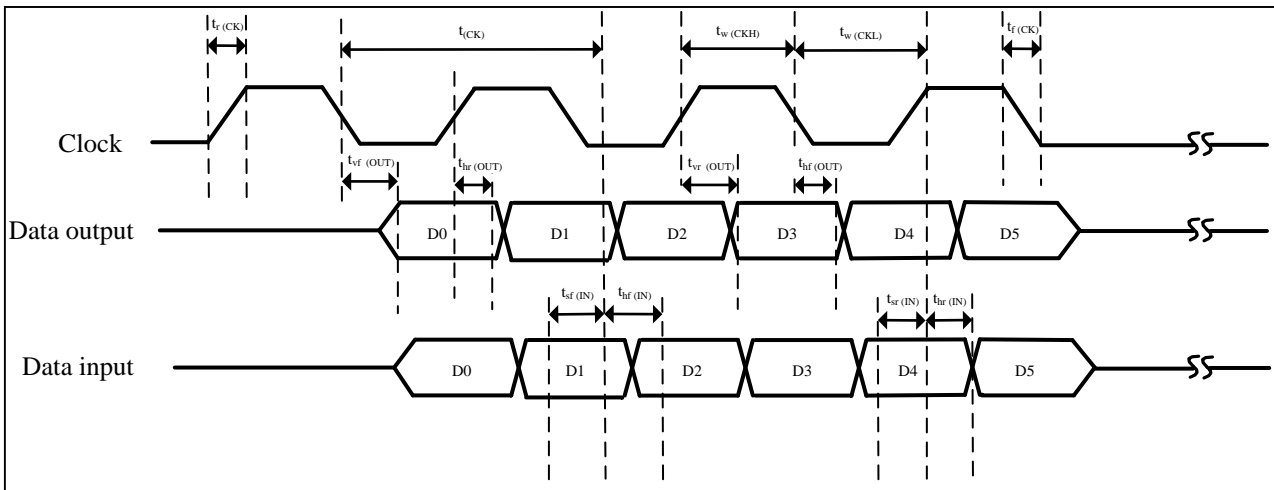 tr (CK)
t(CK)
tw (CKH)
tw (CKL)
tf (CK)
Clock
tvf (OUT)
thr (OUT)
tvr (OUT)
thf (OUT)
Data output
D0
D1
D2
D3
D4
D5
tsf (IN)
thf (IN)
tsr (IN)
thr (IN)
Data input
D0
D1
D2
D3
D4
D5